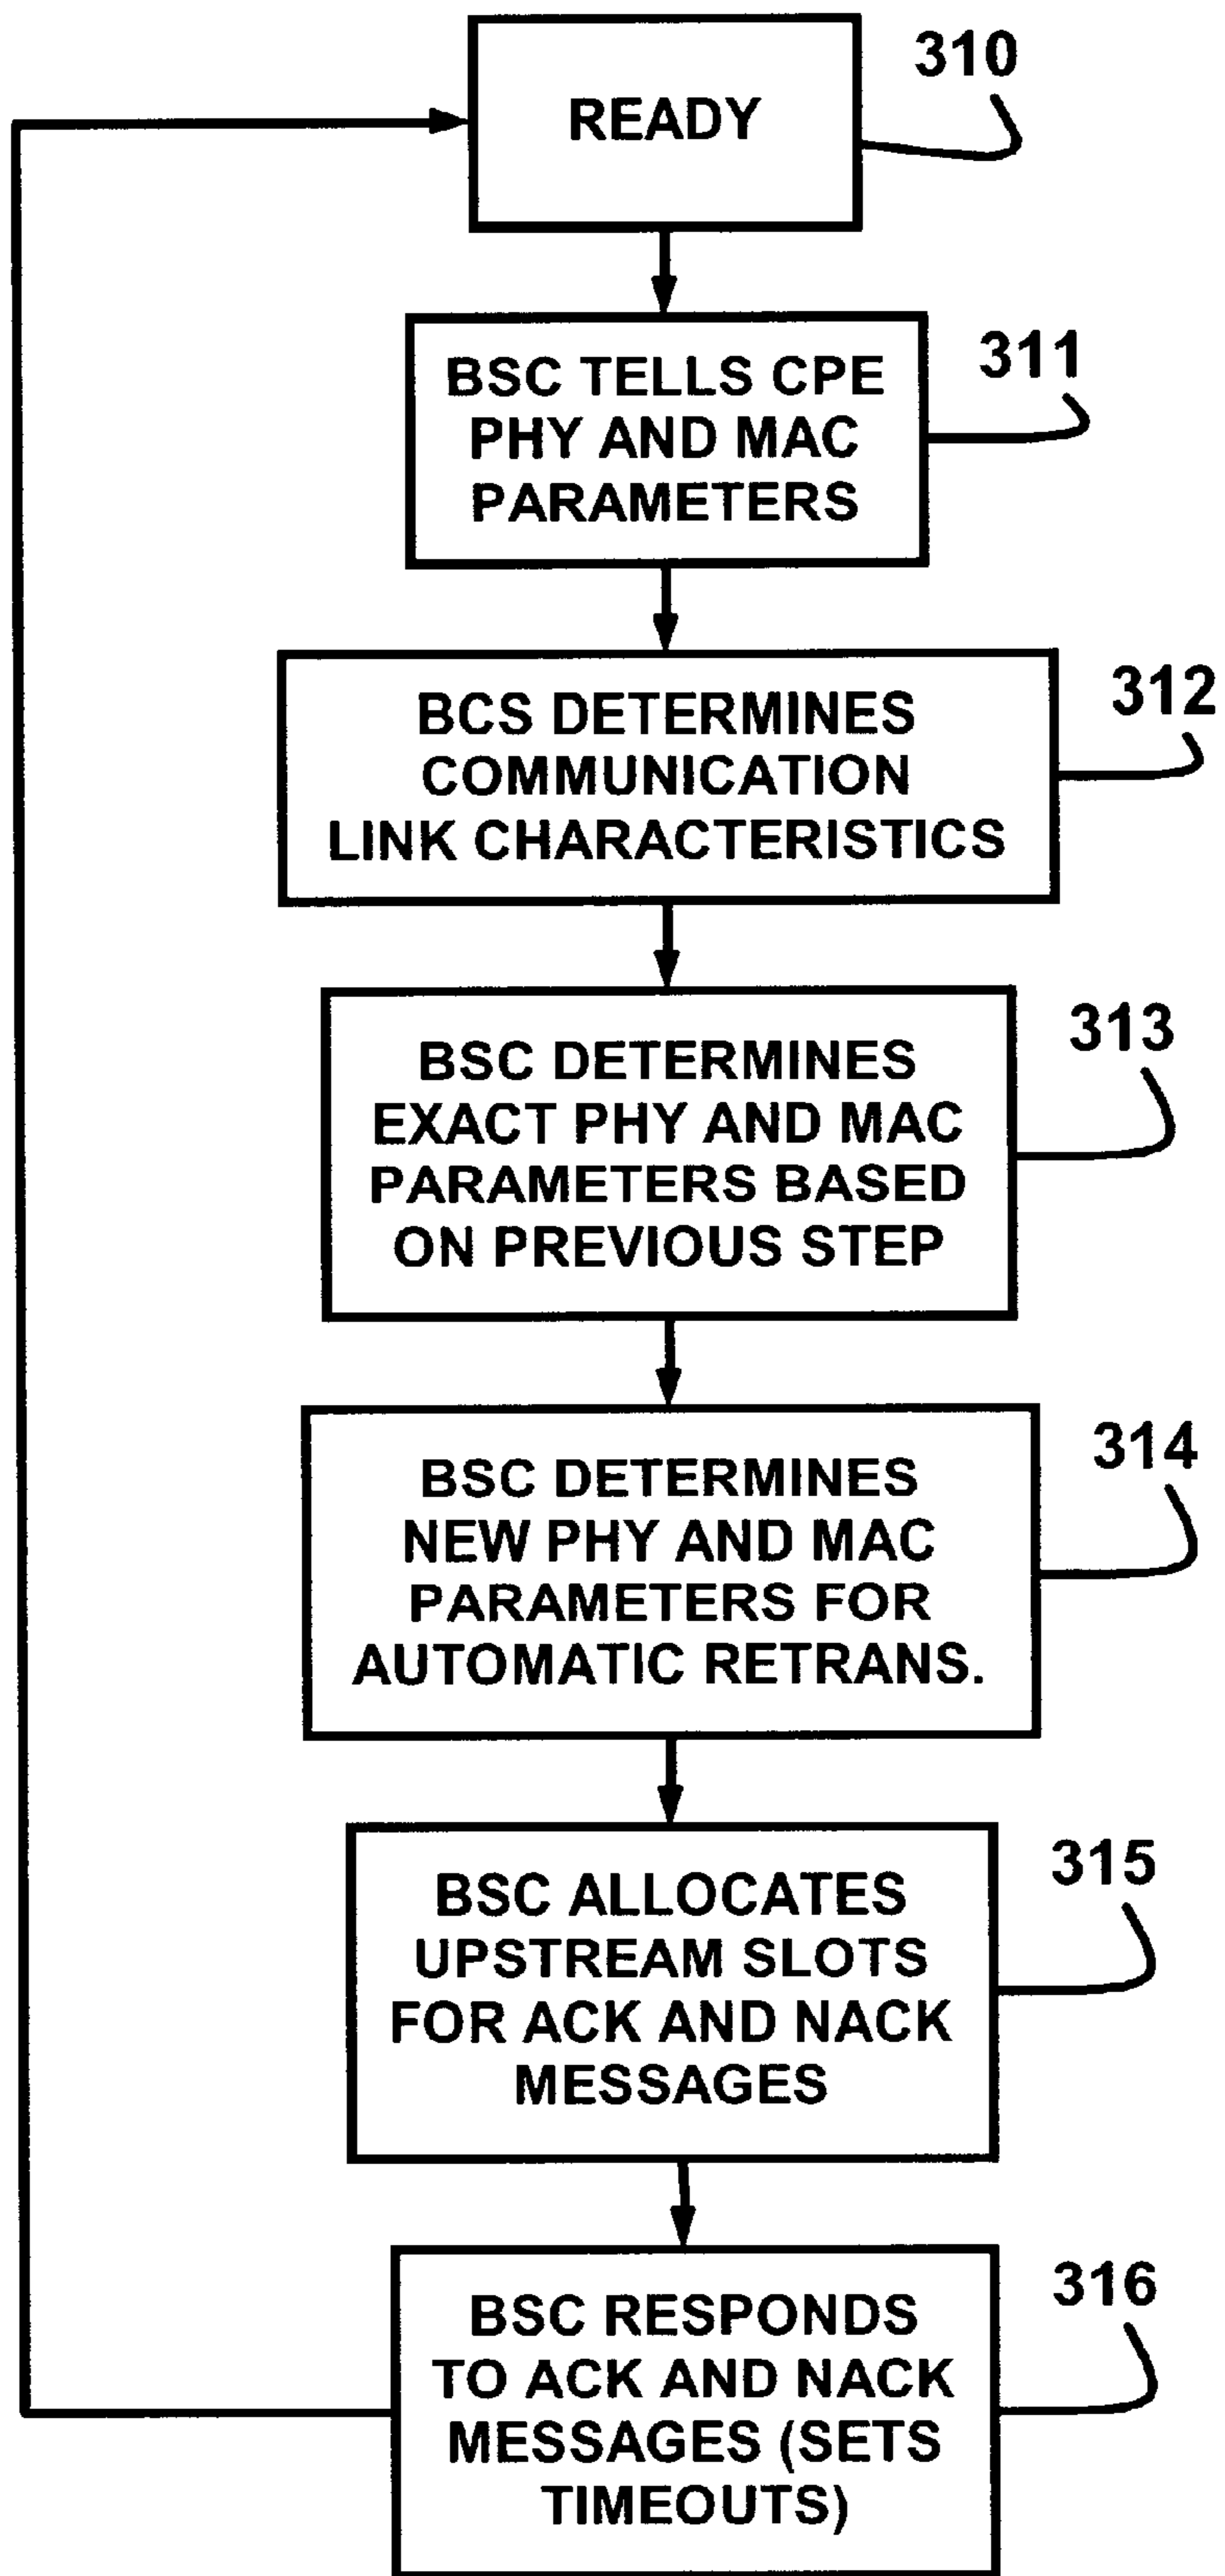 READY
310
BSC TELLS CPE
PHY AND MAC
PARAMETERS
311
BCS DETERMINES
COMMUNICATION
LINK CHARACTERISTICS
312
BSC DETERMINES
EXACT PHY AND MAC
PARAMETERS BASED
ON PREVIOUS STEP
313
BSC DETERMINES
NEW PHY AND MAC
PARAMETERS FOR
AUTOMATIC RETRANS.
314
BSC ALLOCATES
UPSTREAM SLOTS
FOR ACK AND NACK
MESSAGES
315
BSC RESPONDS
TO ACK AND NACK
MESSAGES (SETS
TIMEOUTS)
316